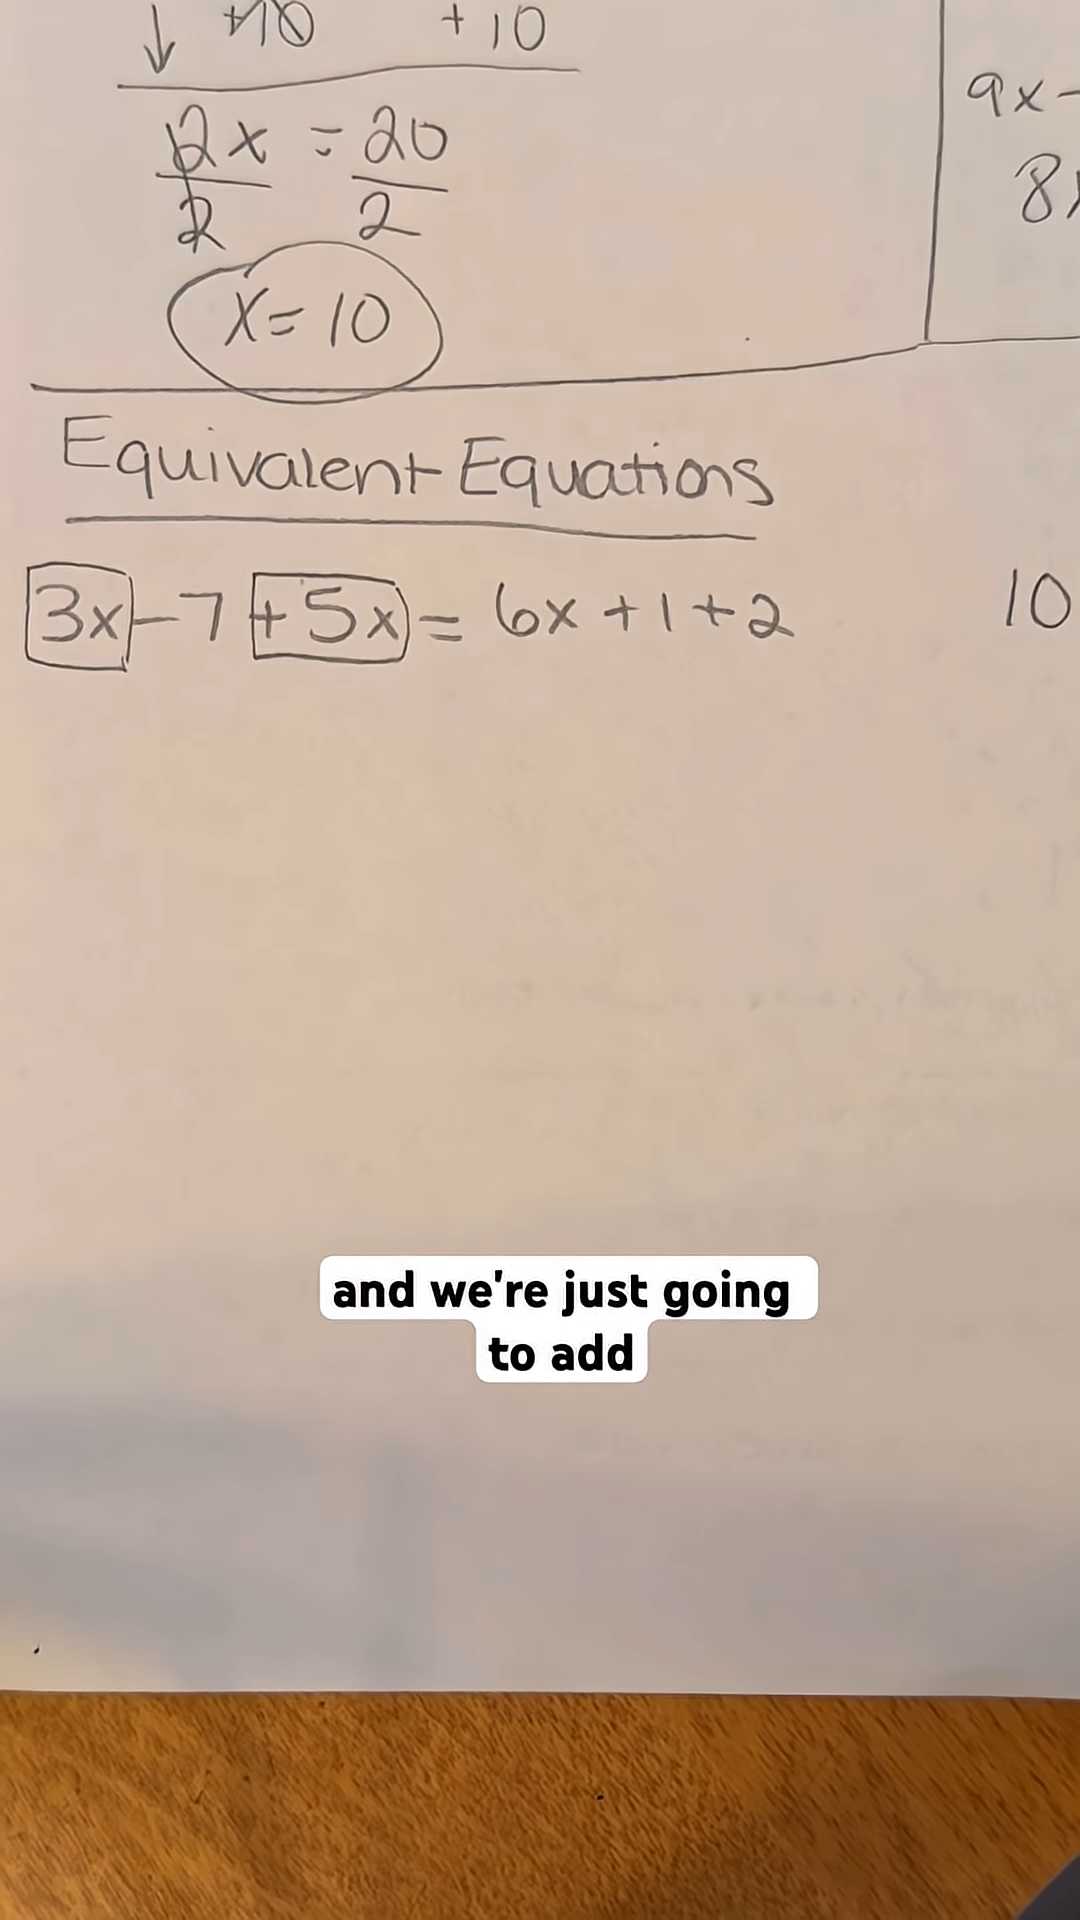 +10 +10
2x = 20
2 2
x = 10
9x-
8x
Equivalent Equations
3x - 7 + 5x = 6x + 1 + 2
10
and we're just going
to add